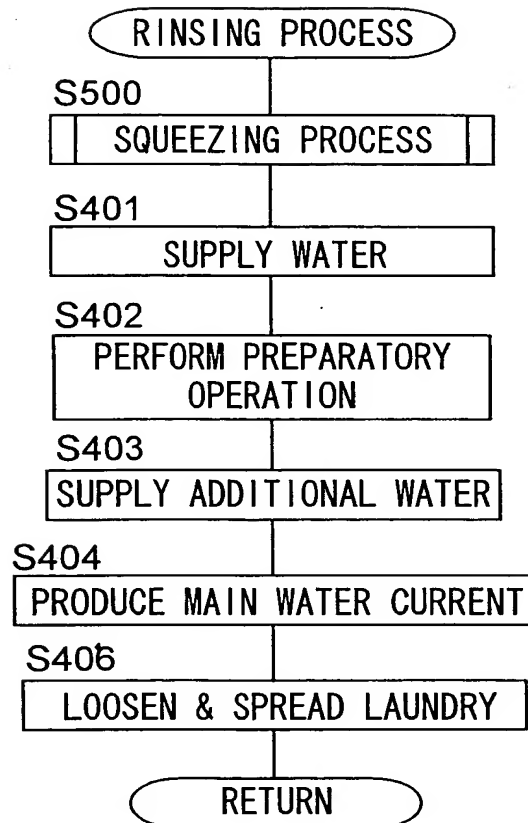 RINSING PROCESS
S500
SQUEEZING PROCESS
S401
SUPPLY WATER
S402
PERFORM PREPARATORY
OPERATION
S403
SUPPLY ADDITIONAL WATER
S404
PRODUCE MAIN WATER CURRENT
S406
LOOSEN & SPREAD LAUNDRY
RETURN